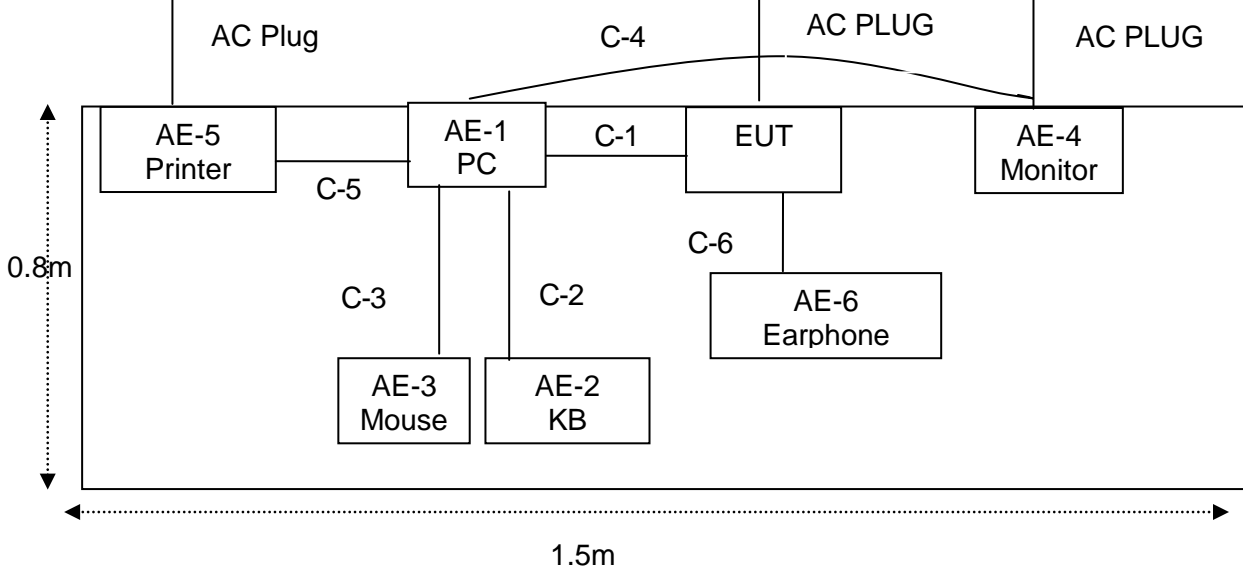 AC Plug
C-4
AC PLUG
AC PLUG
AE-5
Printer
AE-1
PC
C-1
EUT
AE-4
Monitor
C-5
C-6
0.8m
C-3
C-2
AE-6
Earphone
AE-3
Mouse
AE-2
KB
1.5m